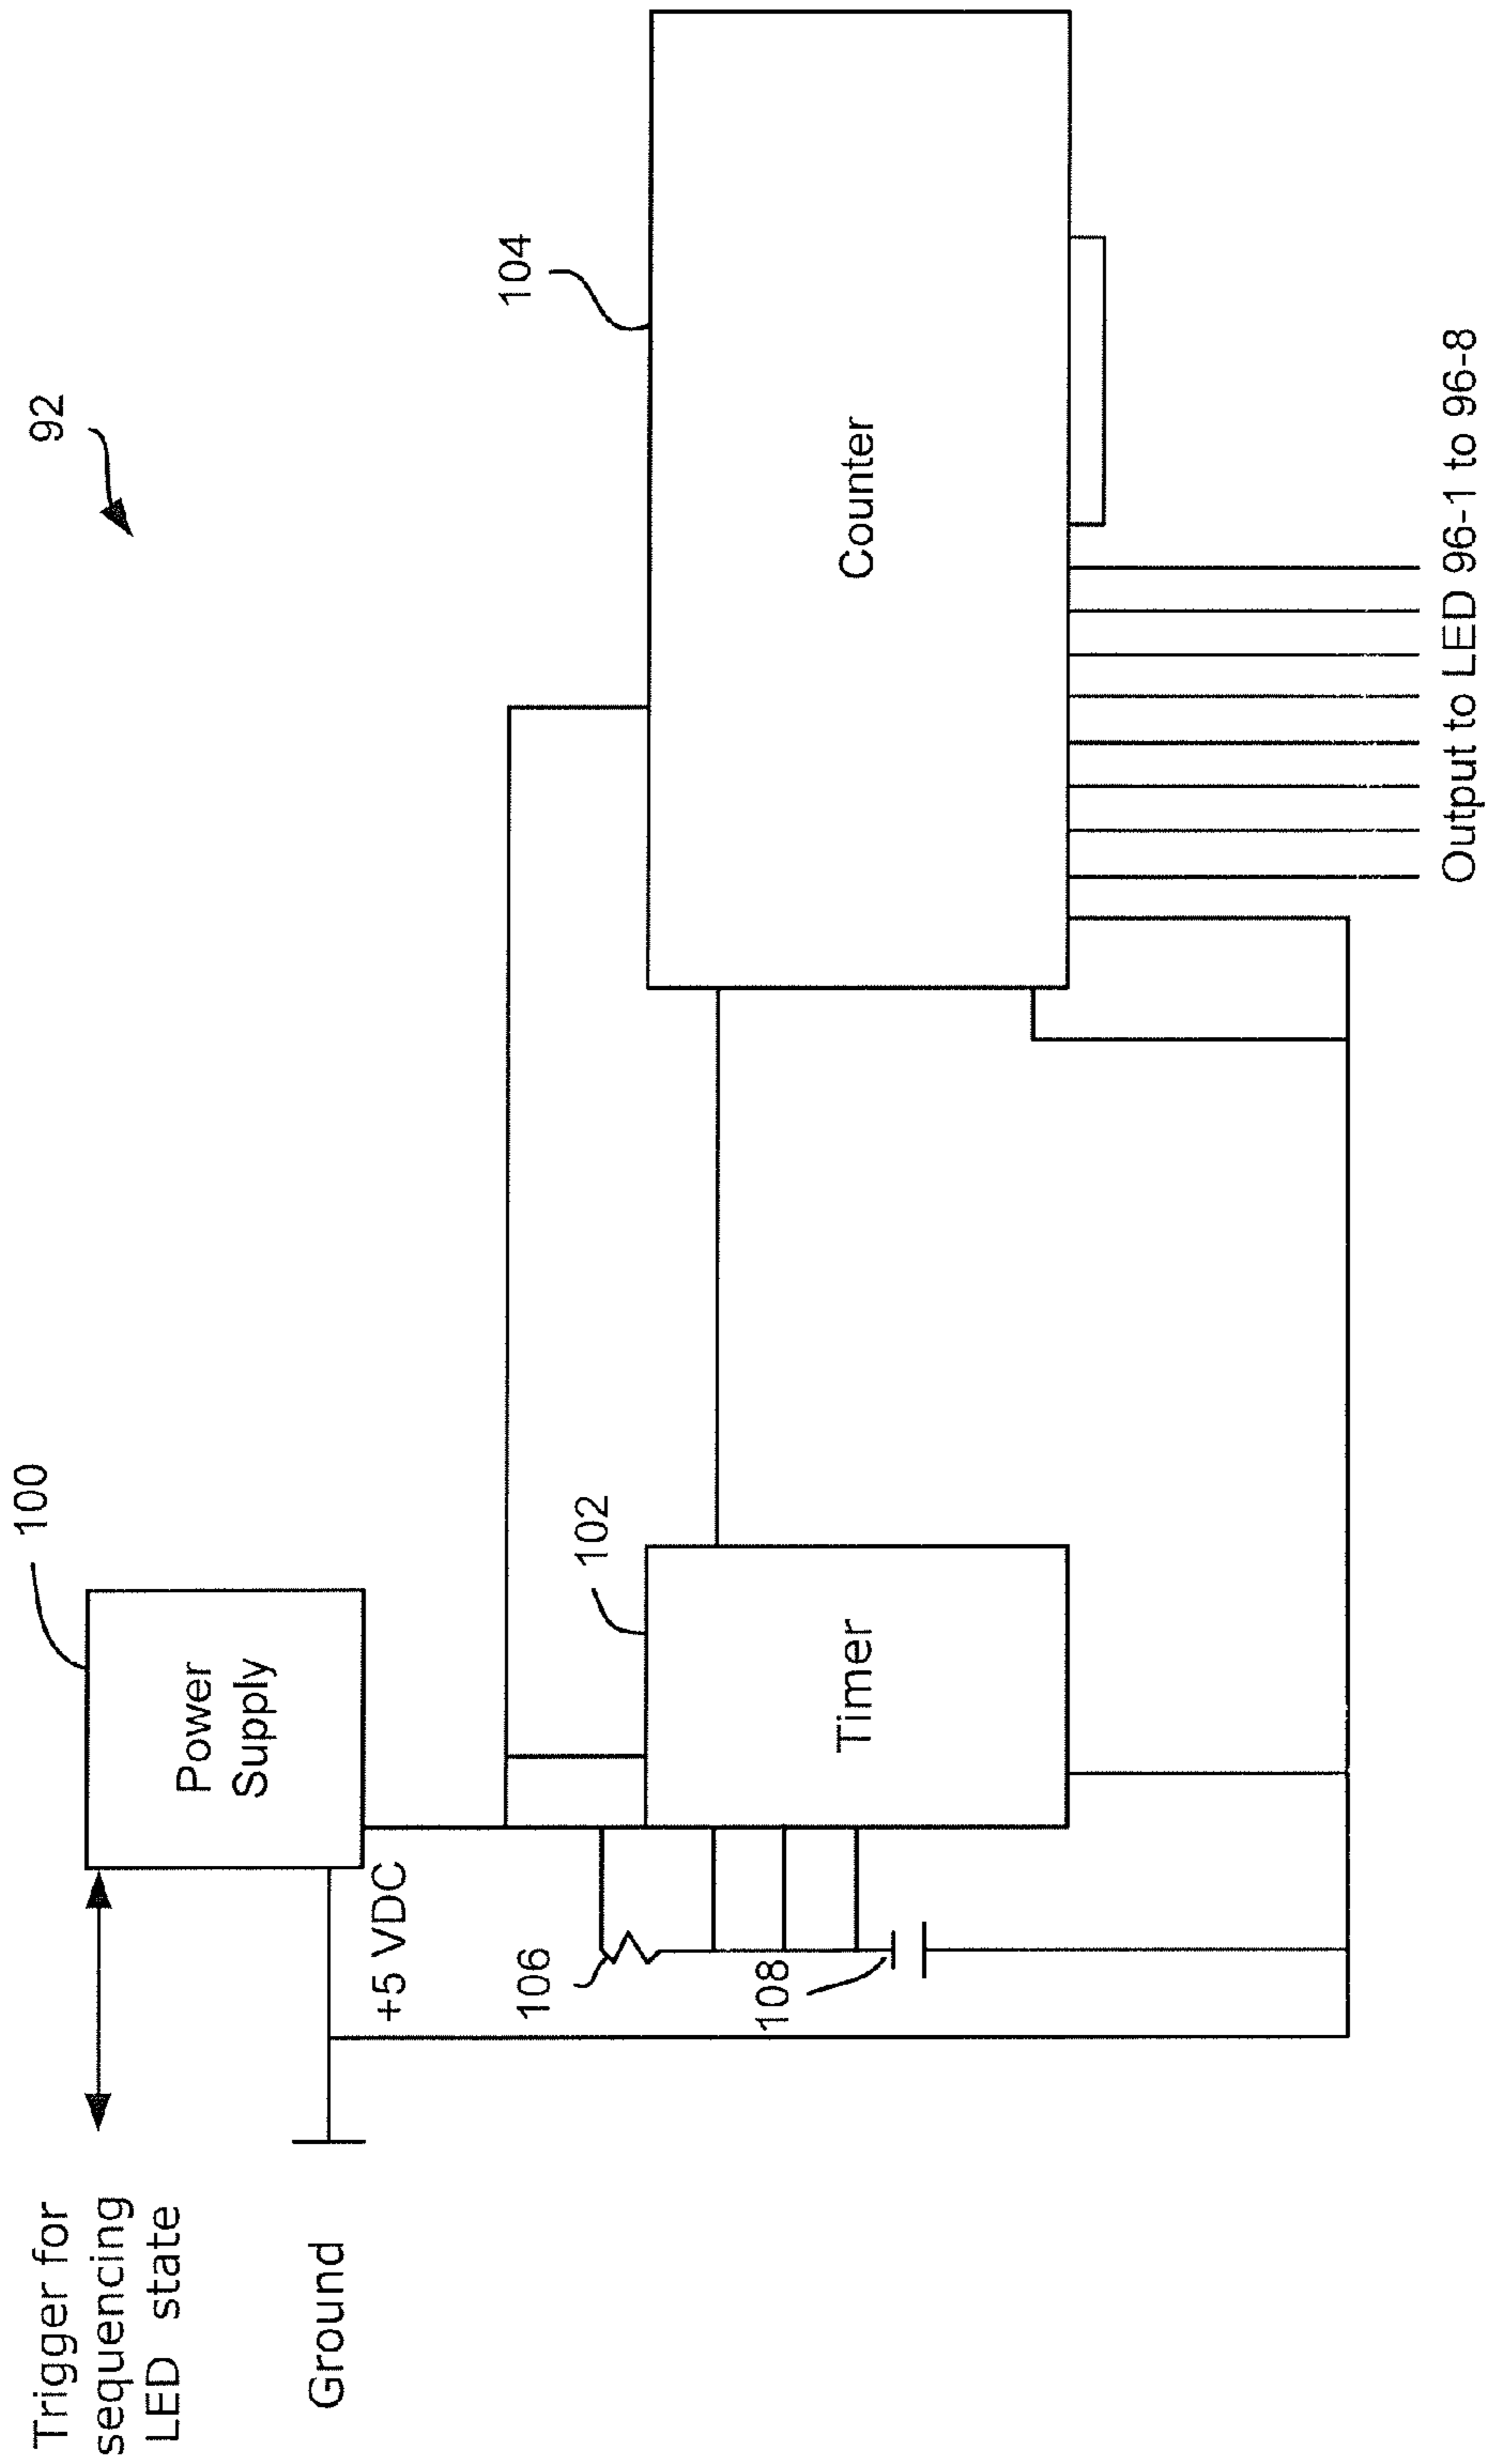 92
100
Trigger for
sequencing
LED state
Power
Supply
Ground
+5 VDC
104
102
106
108
Timer
Counter
Output to LED 96-1 to 96-8